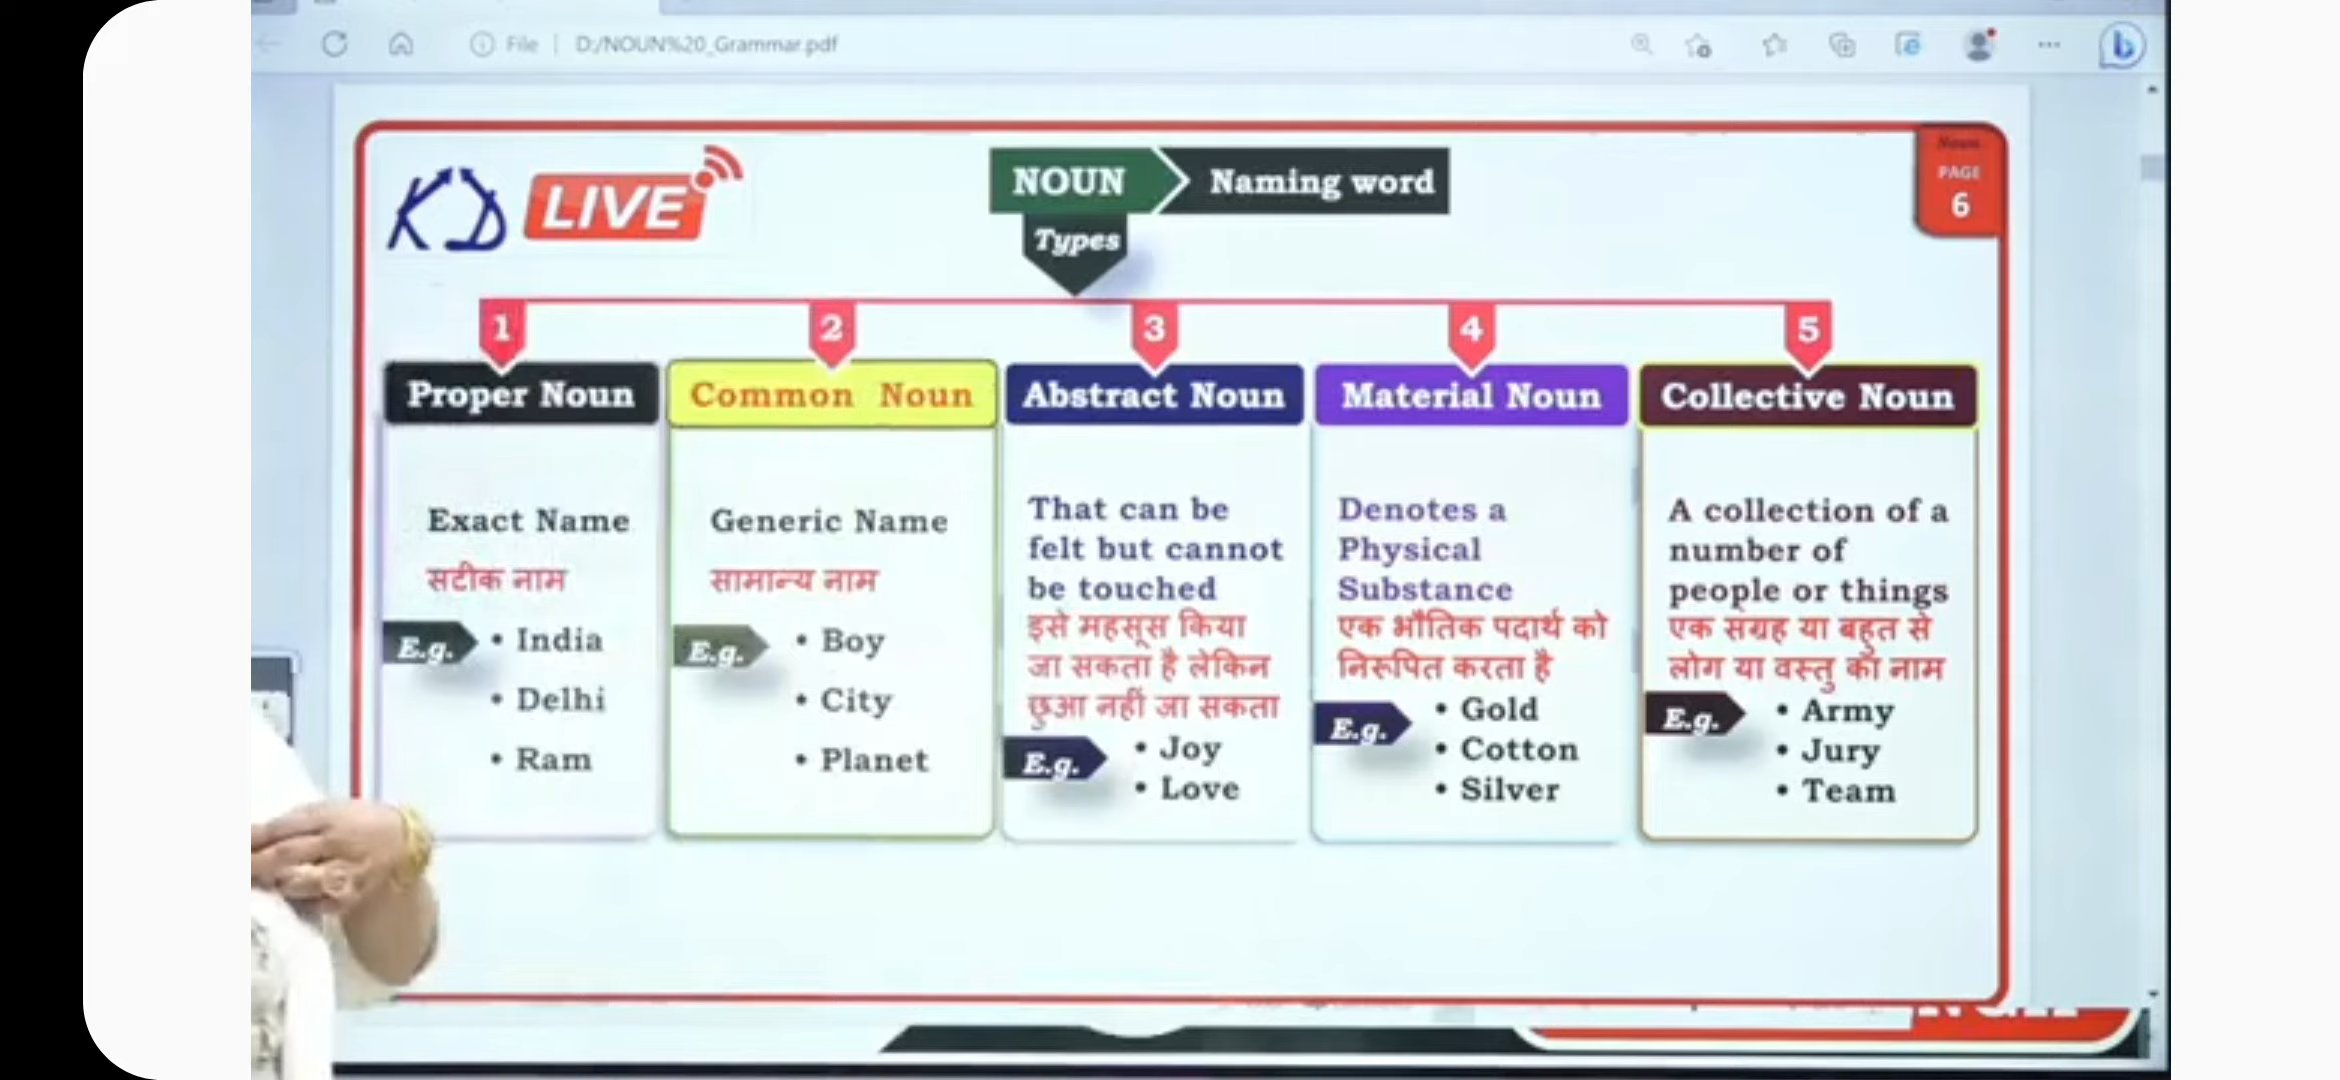 File | D:/NOUN%20_Grammar.pdf
KD LIVE
NOUN Naming word
Types
Noun
PAGE
6
1
2
3
4
5
Proper Noun
Exact Name
सटीक नाम
E.g.
• India
• Delhi
• Ram
Common Noun
Generic Name
सामान्य नाम
E.g.
• Boy
• City
• Planet
Abstract Noun
That can be
felt but cannot
be touched
इसे महसूस किया
जा सकता है लेकिन
छुआ नहीं जा सकता
E.g.
• Joy
• Love
Material Noun
Denotes a
Physical
Substance
एक भौतिक पदार्थ को
निरूपित करता है
E.g.
• Gold
• Cotton
• Silver
Collective Noun
A collection of a
number of
people or things
एक संग्रह या बहुत से
लोग या वस्तु का नाम
E.g.
• Army
• Jury
• Team